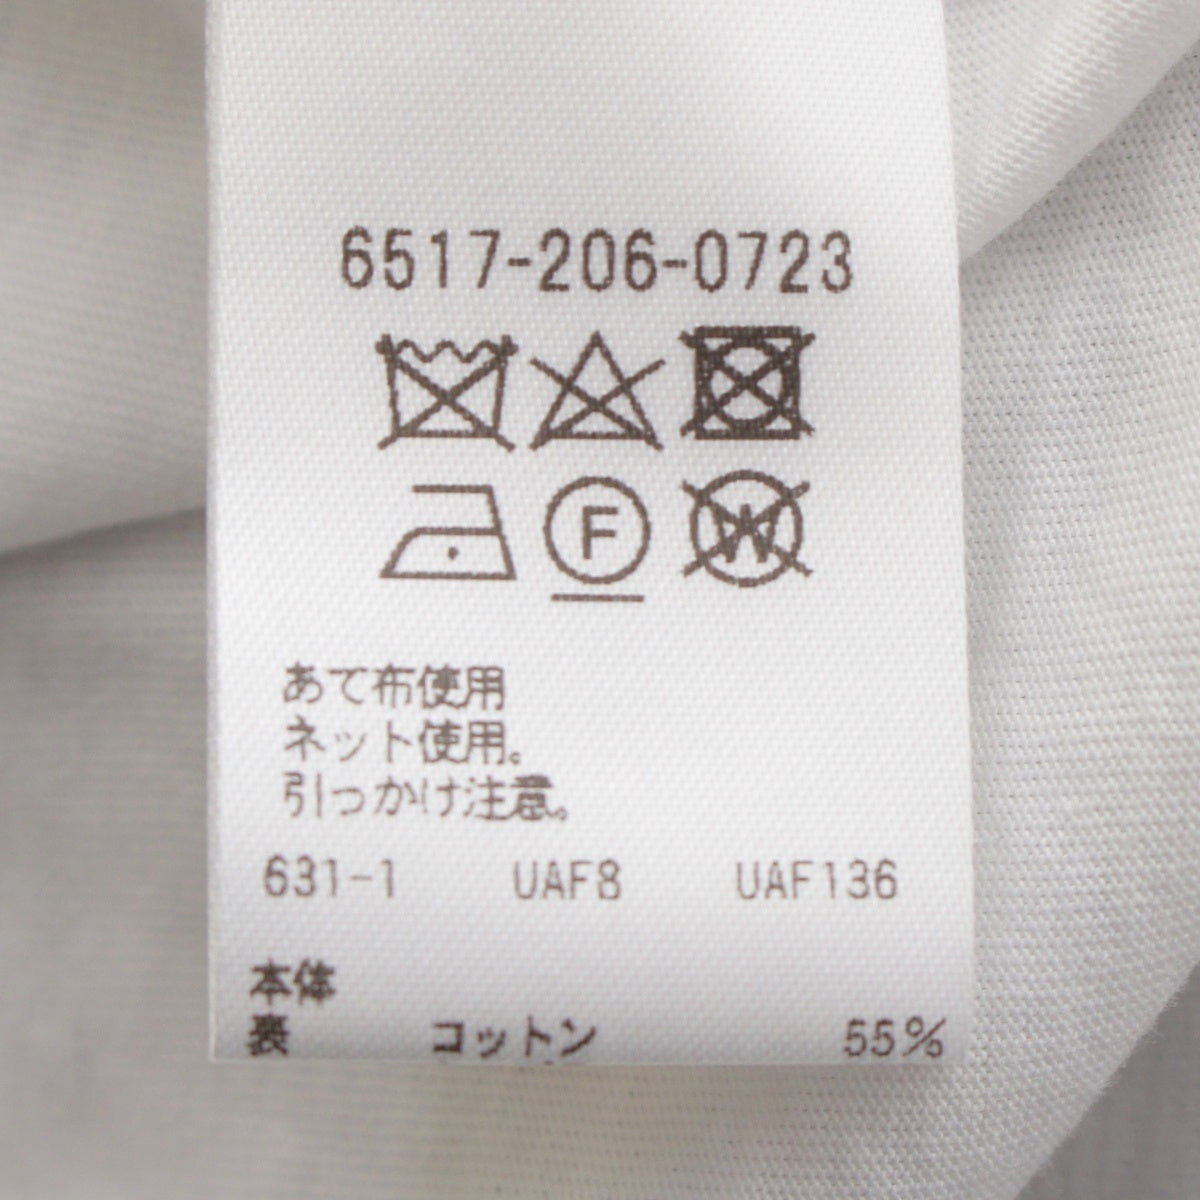 6517-206-0723
F W
あて布使用
ネット使用。
引っかけ注意。
631-1 UAF8 UAF136
本体
裏 コットン 55%